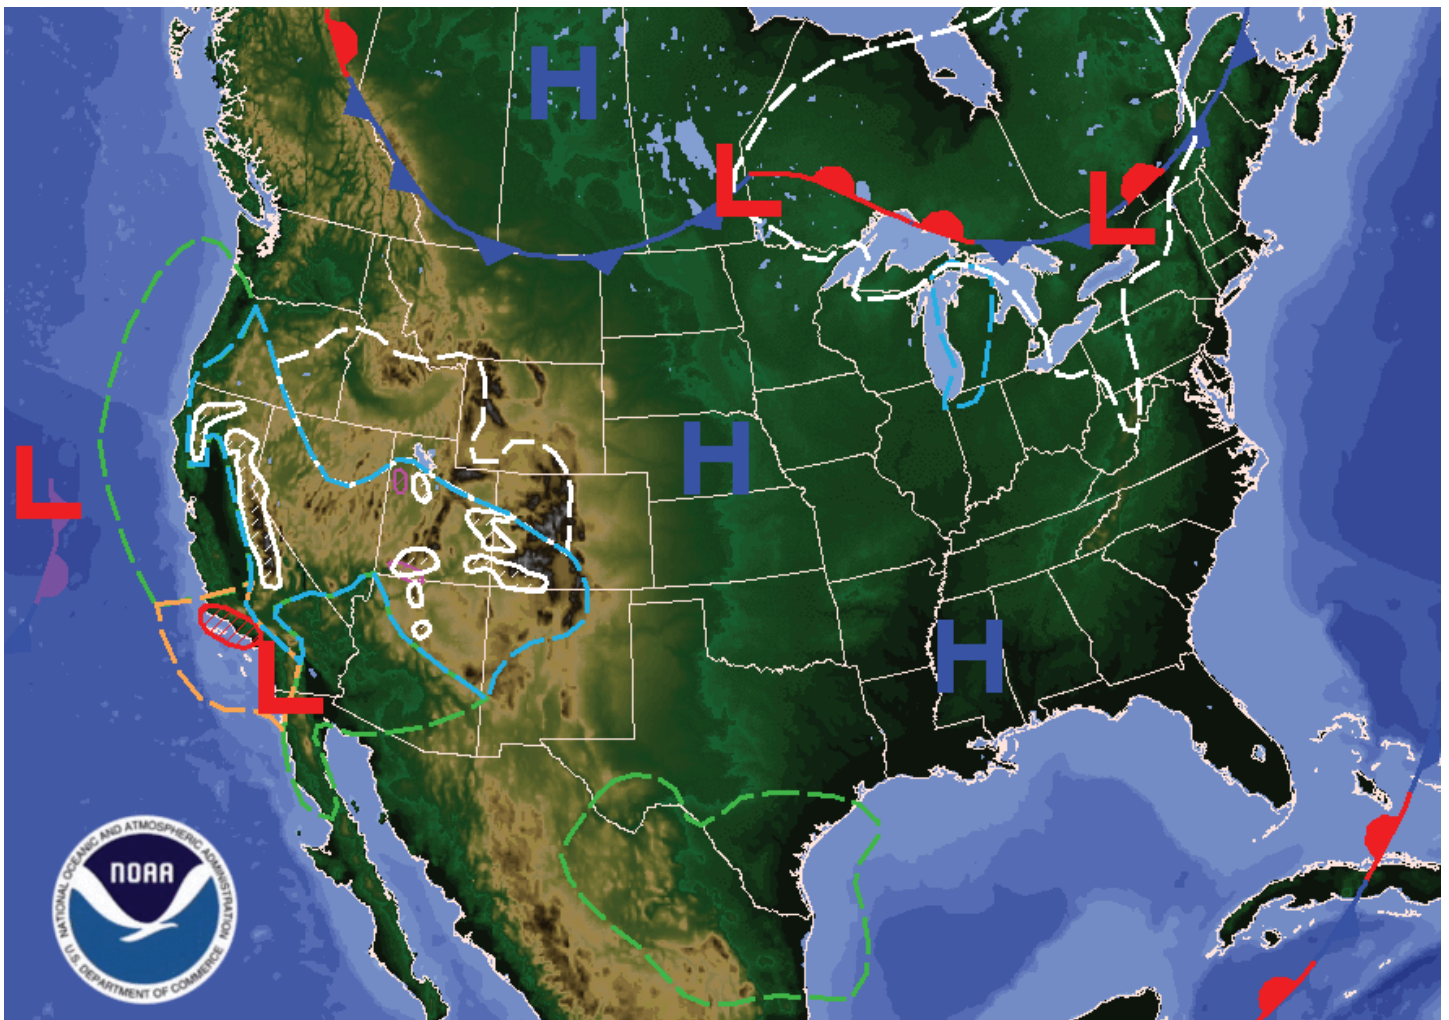 H
L
L
H
L
H
L
NATIONAL OCEANIC AND ATMOSPHERIC ADMINISTRATION
NOAA
U.S. DEPARTMENT OF COMMERCE